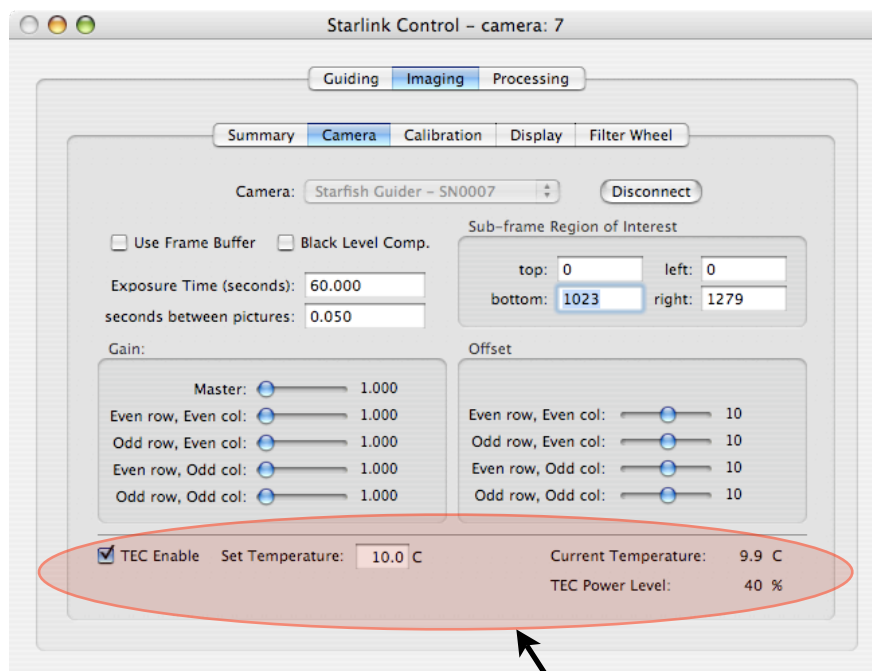 Starlink Control – camera: 7
Guiding Imaging Processing
Summary Camera Calibration Display Filter Wheel
Camera: Starfish Guider – SN0007 Disconnect
Use Frame Buffer Black Level Comp.
Exposure Time (seconds): 60.000
seconds between pictures: 0.050
Sub-frame Region of Interest
top: 0 left: 0
bottom: 1023 right: 1279
Gain:
Master: 1.000
Even row, Even col: 1.000
Odd row, Even col: 1.000
Even row, Odd col: 1.000
Odd row, Odd col: 1.000
Offset
Even row, Even col: 10
Odd row, Even col: 10
Even row, Odd col: 10
Odd row, Odd col: 10
TEC Enable Set Temperature: 10.0 C
Current Temperature: 9.9 C
TEC Power Level: 40 %